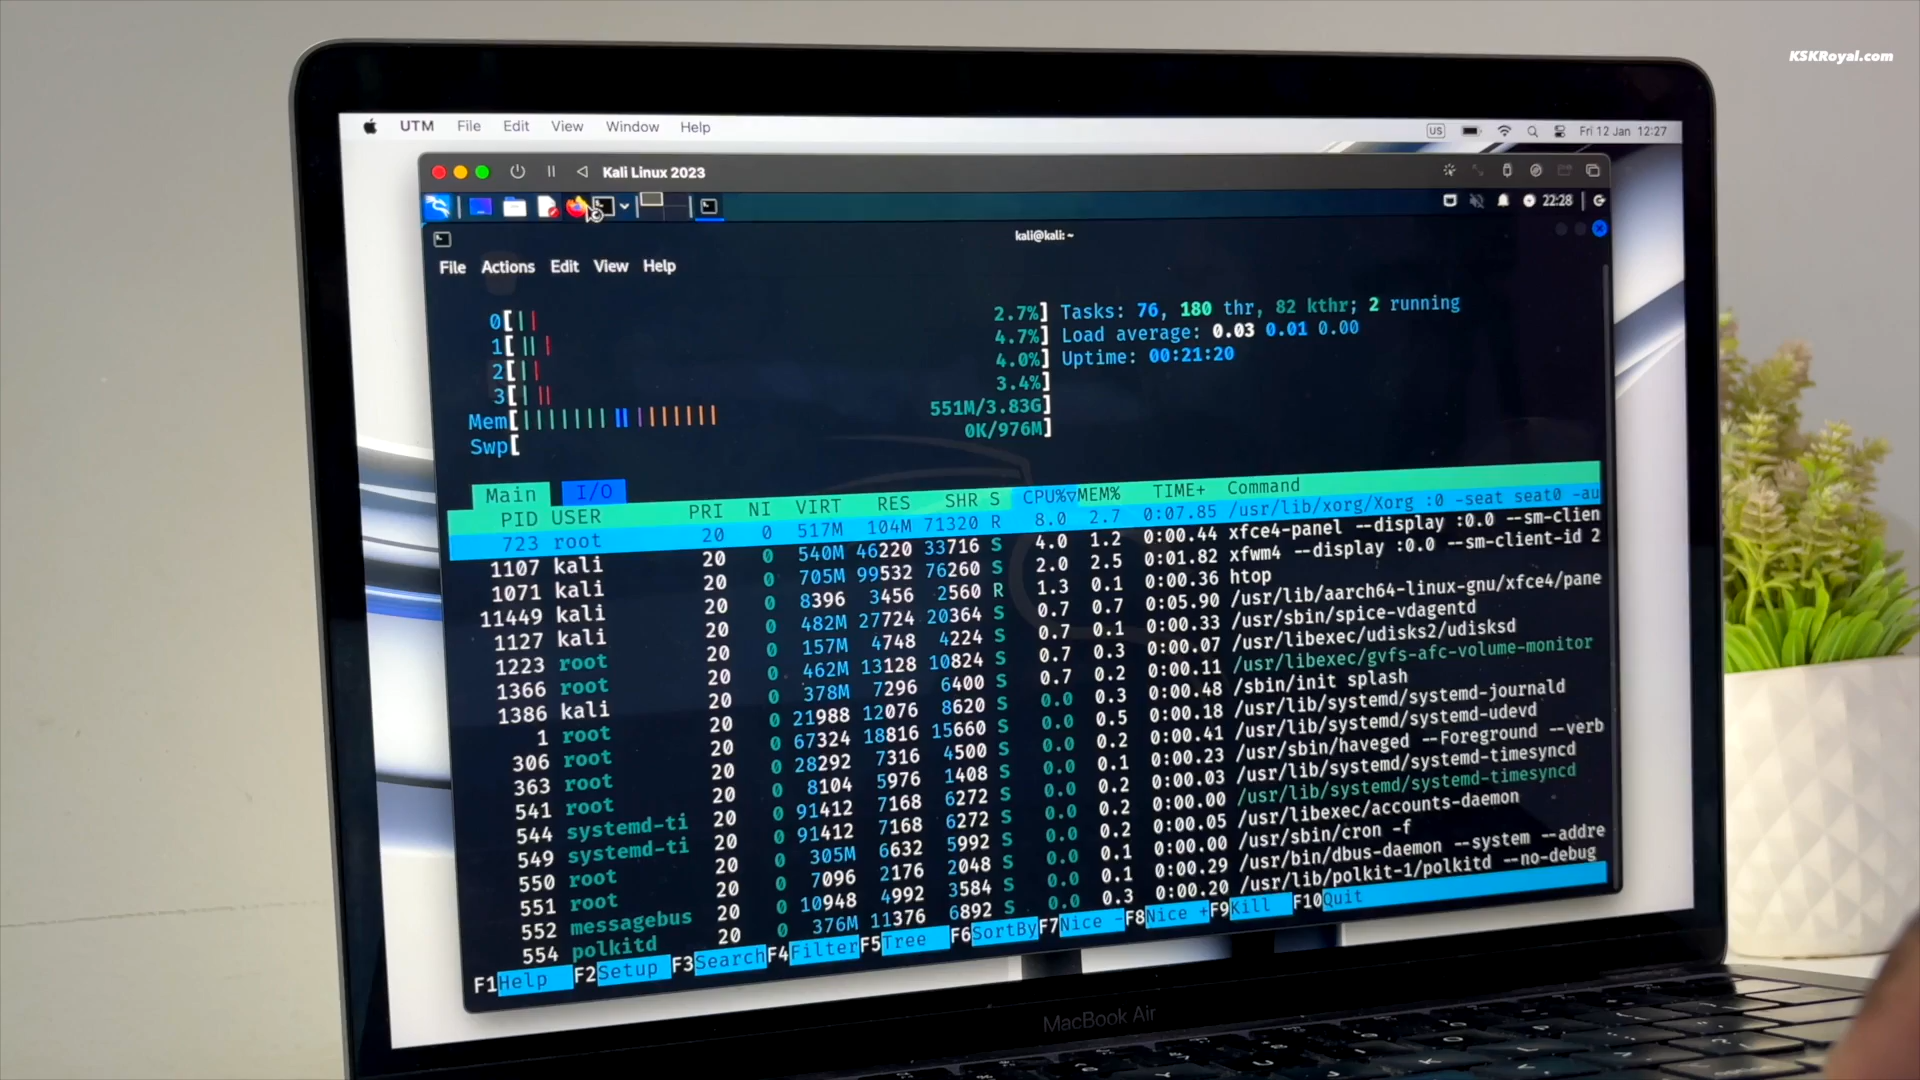 KSKRoyal.com
UTM File Edit View Window Help US Fri 12 Jan 12:27
Kali Linux 2023
22:28
kali@kali: ~
File Actions Edit View Help
0[|| 2.7%] Tasks: 76, 180 thr, 82 kthr; 2 running
1[||| 4.7%] Load average: 0.03 0.01 0.00
2[|| 4.0%] Uptime: 00:21:20
3[||| 3.4%]
Mem[|||||||||||||||| 551M/3.83G]
Swp[ 0K/976M]
Main I/O
PID USER PRI NI VIRT RES SHR S CPU%▽MEM% TIME+ Command
723 root 20 0 517M 104M 71320 R 8.0 2.7 0:07.85 /usr/lib/xorg/Xorg :0 -seat seat0 -au
1107 kali 20 0 540M 46220 33716 S 4.0 1.2 0:00.44 xfce4-panel --display :0.0 --sm-clien
1071 kali 20 0 705M 99532 76260 S 2.0 2.5 0:01.82 xfwm4 --display :0.0 --sm-client-id 2
11449 kali 20 0 8396 3456 2560 R 1.3 0.1 0:00.36 htop
1127 kali 20 0 482M 27724 20364 S 0.7 0.7 0:05.90 /usr/lib/aarch64-linux-gnu/xfce4/pane
1223 root 20 0 157M 4748 4224 S 0.7 0.1 0:00.33 /usr/sbin/spice-vdagentd
1366 root 20 0 462M 13128 10824 S 0.7 0.3 0:00.07 /usr/libexec/udisks2/udisksd
1386 kali 20 0 378M 7296 6400 S 0.7 0.2 0:00.11 /usr/libexec/gvfs-afc-volume-monitor
1 root 20 0 21988 12076 8620 S 0.0 0.3 0:00.48 /sbin/init splash
306 root 20 0 67324 18816 15660 S 0.0 0.5 0:00.18 /usr/lib/systemd/systemd-journald
363 root 20 0 28292 7316 4500 S 0.0 0.2 0:00.41 /usr/lib/systemd/systemd-udevd
541 root 20 0 8104 5976 1408 S 0.0 0.1 0:00.23 /usr/sbin/haveged --Foreground --verb
544 systemd-ti 20 0 91412 7168 6272 S 0.0 0.2 0:00.03 /usr/lib/systemd/systemd-timesyncd
549 systemd-ti 20 0 91412 7168 6272 S 0.0 0.2 0:00.00 /usr/lib/systemd/systemd-timesyncd
550 root 20 0 305M 6632 5992 S 0.0 0.2 0:00.05 /usr/libexec/accounts-daemon
551 root 20 0 7096 2176 2048 S 0.0 0.1 0:00.00 /usr/sbin/cron -f
552 messagebus 20 0 10948 4992 3584 S 0.0 0.1 0:00.29 /usr/bin/dbus-daemon --system --addre
554 polkitd 20 0 376M 11376 6892 S 0.0 0.3 0:00.20 /usr/lib/polkit-1/polkitd --no-debug
F1Help F2Setup F3Search F4Filter F5Tree F6SortBy F7Nice - F8Nice + F9Kill F10Quit
MacBook Air